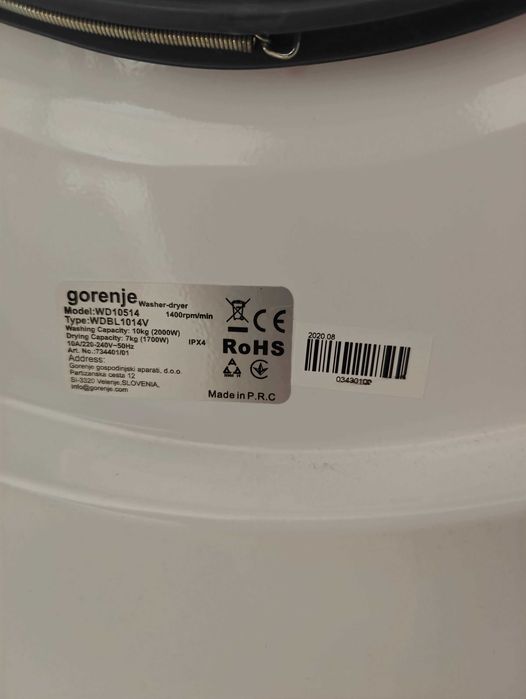 gorenje Washer-dryer
Model:WD10514 1400rpm/min
Type:WDBL1014V
Washing Capacity: 10kg (2000W)
Drying Capacity: 7kg (1700W) IPX4
10A/220-240V~50Hz
Art. No.:734401/01
Address:
Gorenje gospodinjski aparati, d.o.o.
Partizanska cesta 12
SI-3320 Velenje,SLOVENIA,
info@gorenje.com
CE
RoHS
Made in P.R.C
2020.08